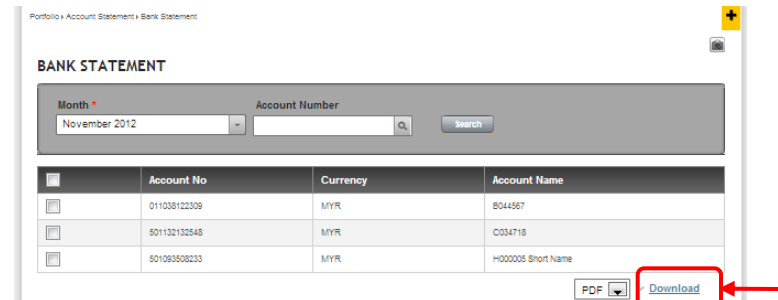 Portfolio › Account Statement › Bank Statement
BANK STATEMENT
Month * Account Number
November 2012 Search
Account No Currency Account Name
011038122309 MYR B044567
501132132548 MYR C034718
501093508233 MYR H000005 Short Name
PDF Download